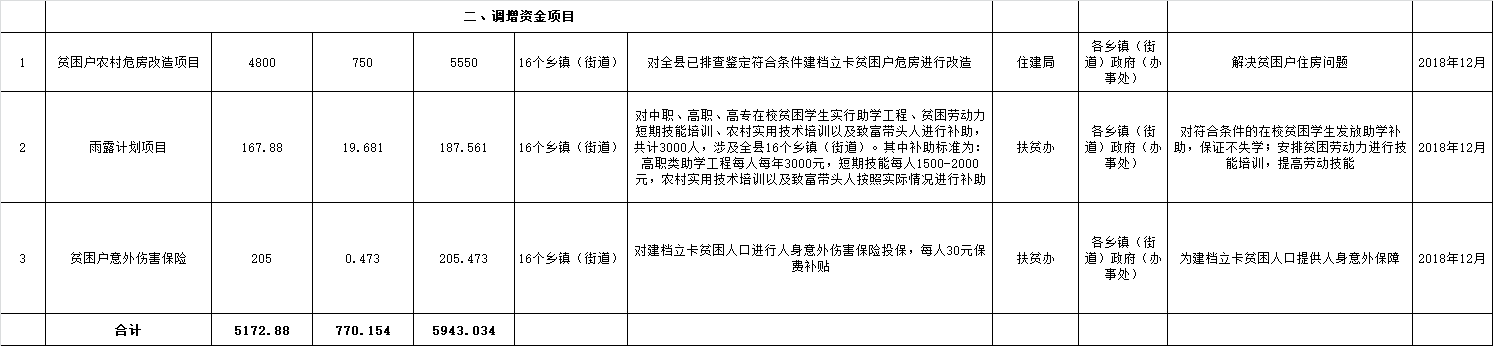 二、调增资金项目
1 贫困户农村危房改造项目 4800 750 5550 16个乡镇（街道） 对全县已排查鉴定符合条件建档立卡贫困户危房进行改造 住建局
各乡镇（街
道）政府（办
事处）
解决贫困户住房问题 2018年12月
2 雨露计划项目 167.88 19.681 187.561 16个乡镇（街道）
对中职、高职、高专在校贫困学生实行助学工程、贫困劳动力
短期技能培训、农村实用技术培训以及致富带头人进行补助，
共计3000人，涉及全县16个乡镇（街道）。其中补助标准为：
高职类助学工程每人每年3000元，短期技能每人1500-2000
元，农村实用技术培训以及致富带头人按照实际情况进行补助
扶贫办
各乡镇（街
道）政府（办
事处）
对符合条件的在校贫困学生发放助学补
助，保证不失学；安排贫困劳动力进行技
能培训，提高劳动技能
2018年12月
3 贫困户意外伤害保险 205 0.473 205.473 16个乡镇（街道）
对建档立卡贫困人口进行人身意外伤害保险投保，每人30元保
费补贴
扶贫办
各乡镇（街
道）政府（办
事处）
为建档立卡贫困人口提供人身意外保障 2018年12月
合计 5172.88 770.154 5943.034